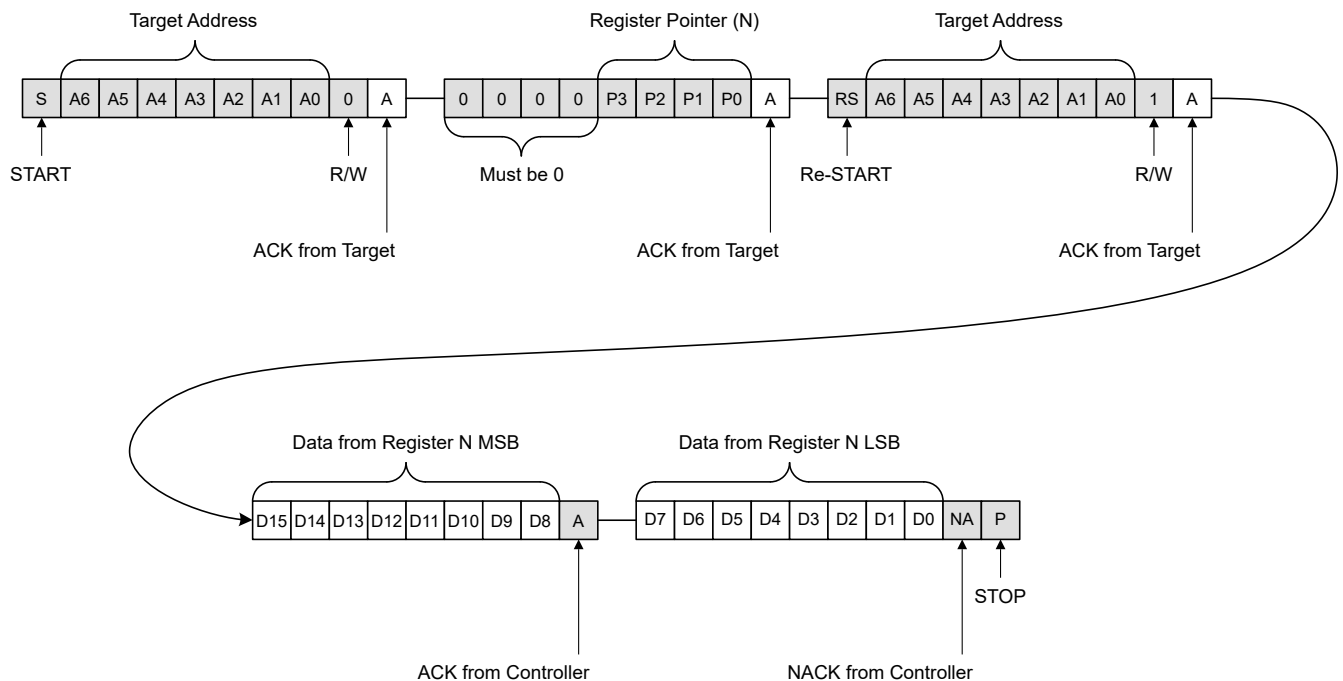 Target Address
Register Pointer (N)
Target Address
S A6 A5 A4 A3 A2 A1 A0 0 A
0 0 0 0 P3 P2 P1 P0 A
RS A6 A5 A4 A3 A2 A1 A0 1 A
START
R/W
Must be 0
Re-START
R/W
ACK from Target
ACK from Target
ACK from Target
Data from Register N MSB
Data from Register N LSB
D15 D14 D13 D12 D11 D10 D9 D8 A
D7 D6 D5 D4 D3 D2 D1 D0 NA P
STOP
ACK from Controller
NACK from Controller